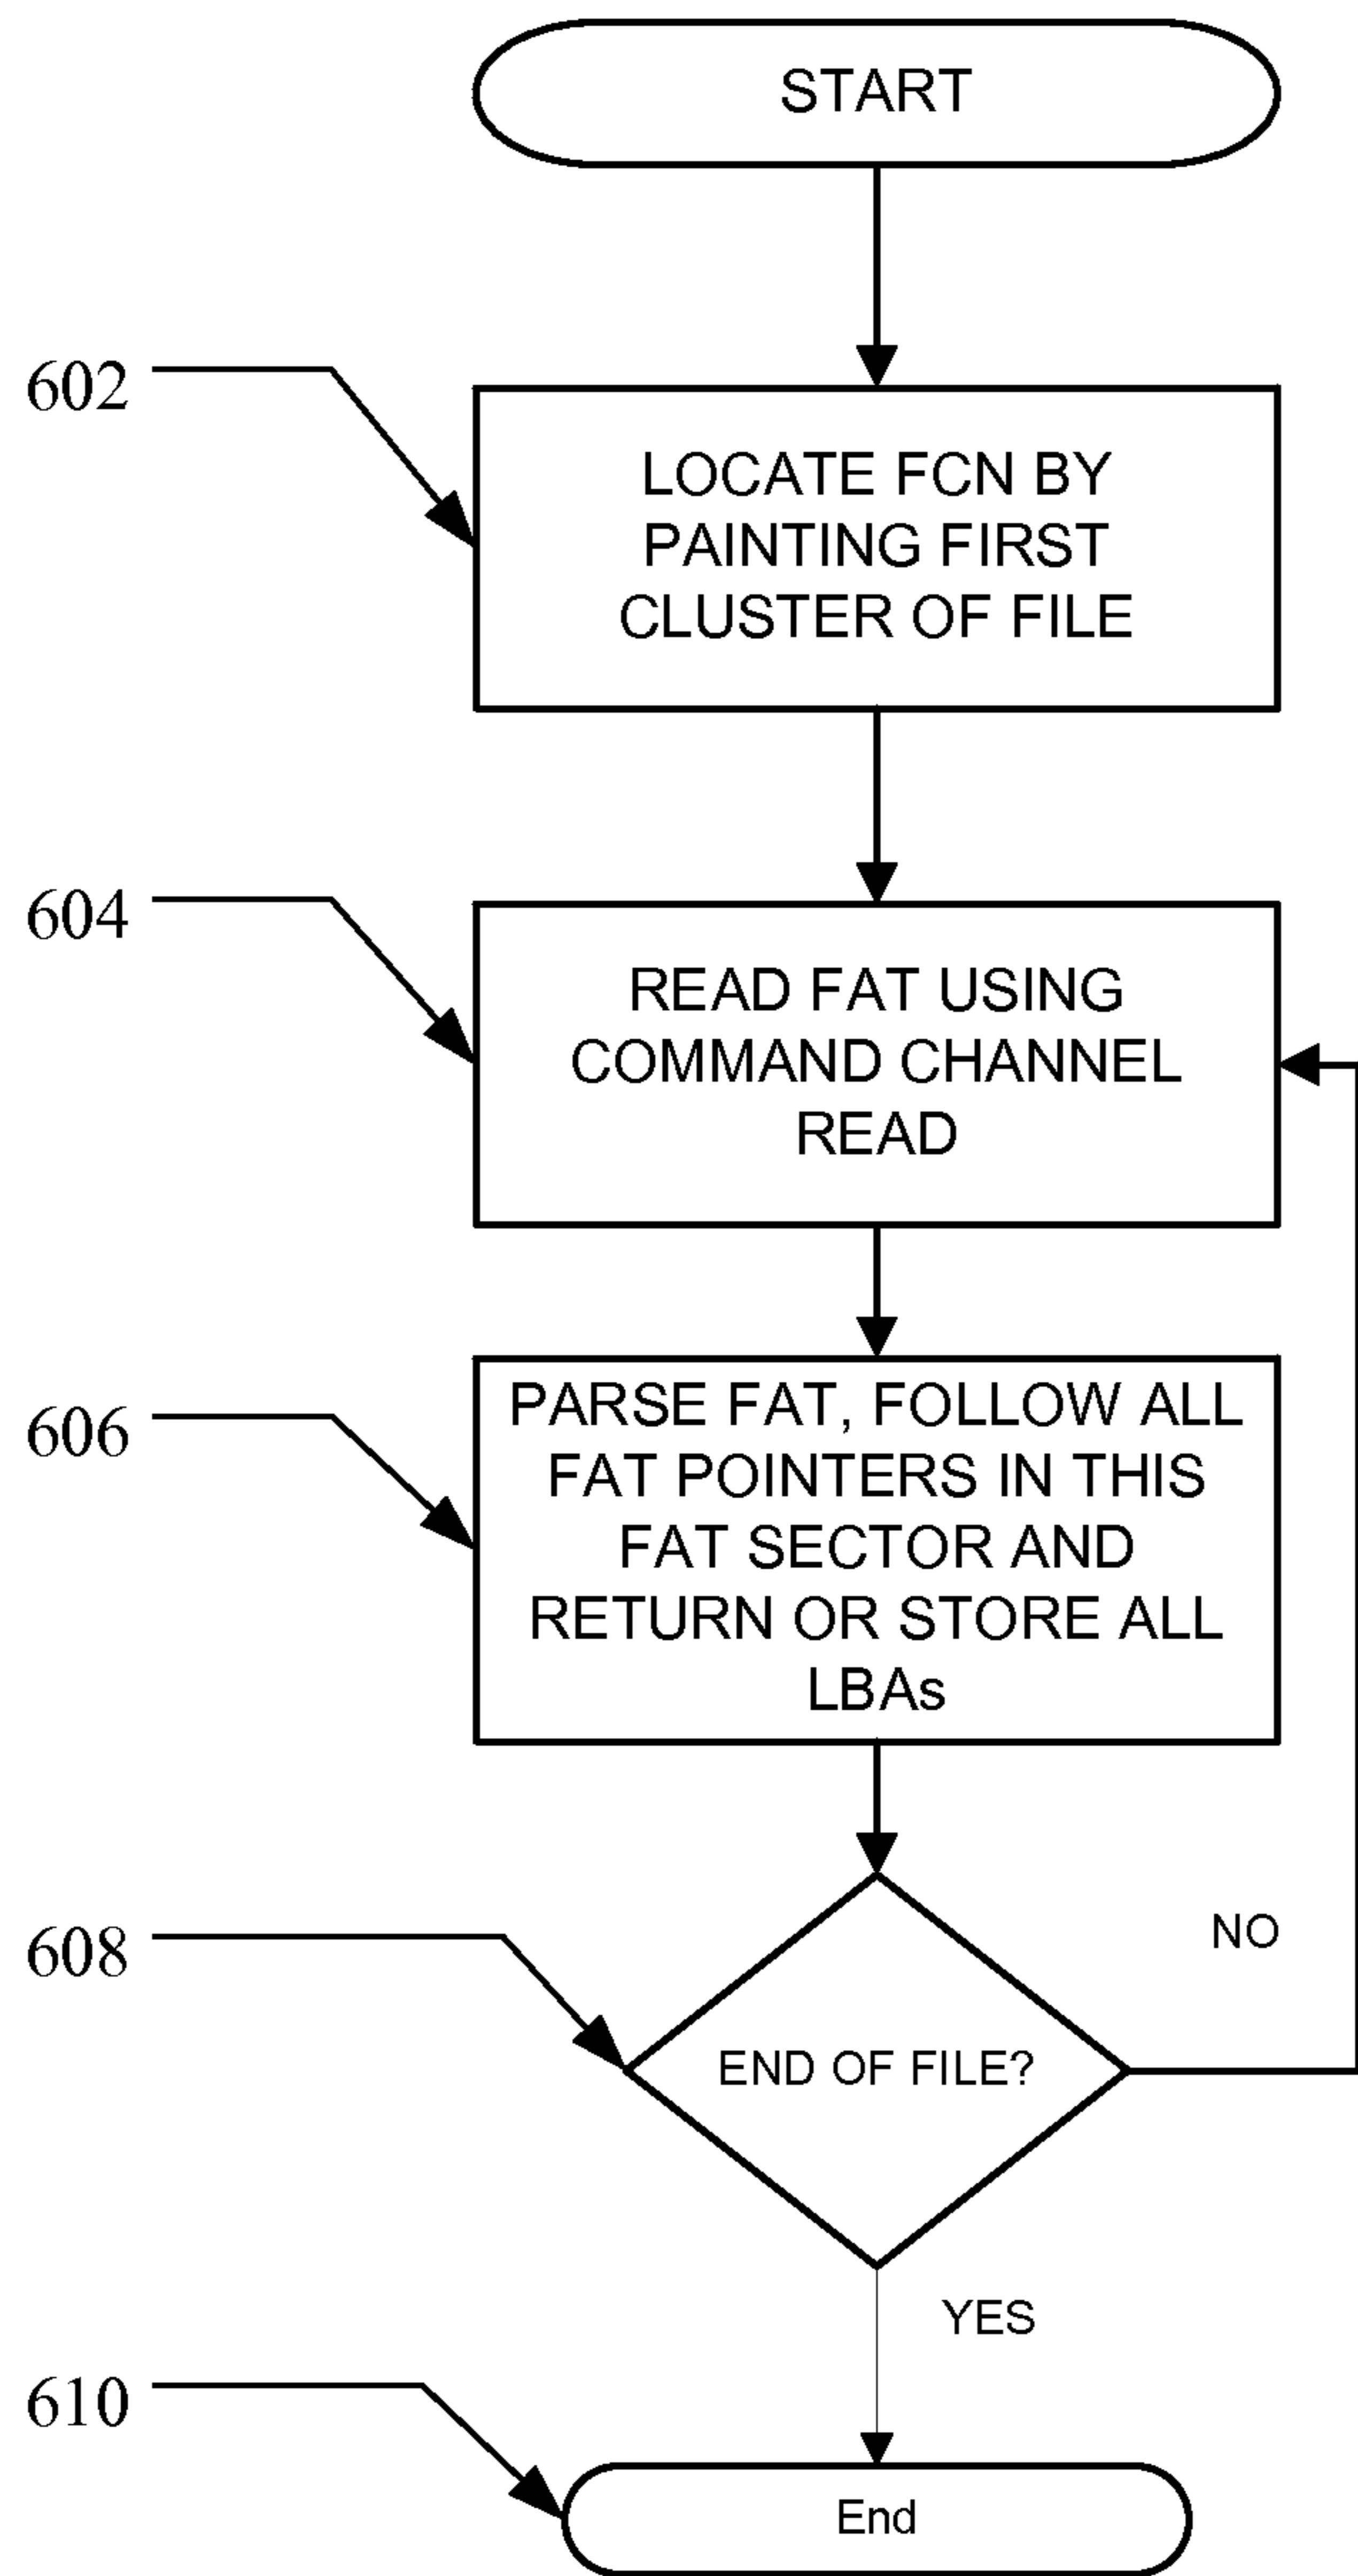 START
602
LOCATE FCN BY
PAINTING FIRST
CLUSTER OF FILE
604
READ FAT USING
COMMAND CHANNEL
READ
606
PARSE FAT, FOLLOW ALL
FAT POINTERS IN THIS
FAT SECTOR AND
RETURN OR STORE ALL
LBAs
608
NO
END OF FILE?
YES
610
End